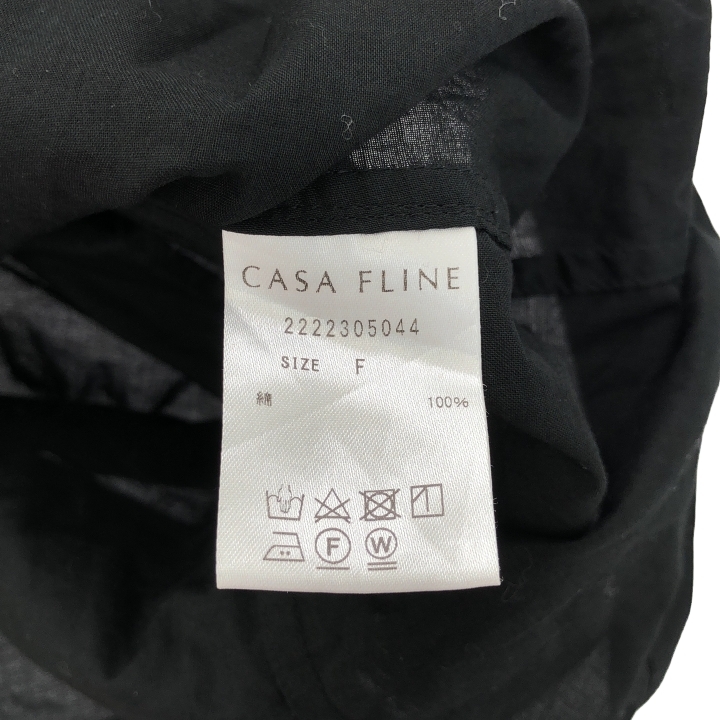 CASA FLINE
2222305044
SIZE F
綿 100%
F W